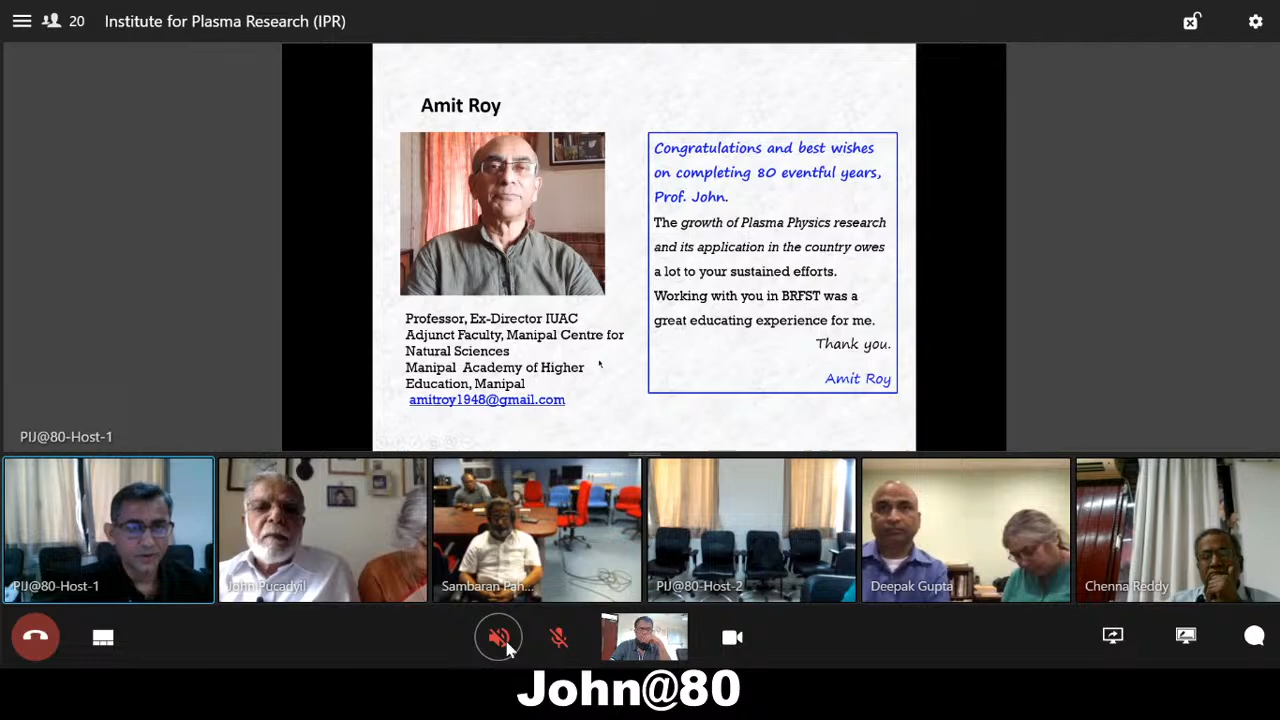 20 Institute for Plasma Research (IPR)
Amit Roy
Congratulations and best wishes
on completing 80 eventful years,
Prof. John.
The growth of Plasma Physics research
and its application in the country owes
a lot to your sustained efforts.
Working with you in BRFST was a
great educating experience for me.
Thank you.
Amit Roy
Professor, Ex-Director IUAC
Adjunct Faculty, Manipal Centre for
Natural Sciences
Manipal Academy of Higher
Education, Manipal
amitroy1948@gmail.com
PIJ@80-Host-1
PIJ@80-Host-1
John Pucadyil
Sambaran Pah...
PIJ@80-Host-2
Deepak Gupta
Chenna Reddy
John@80